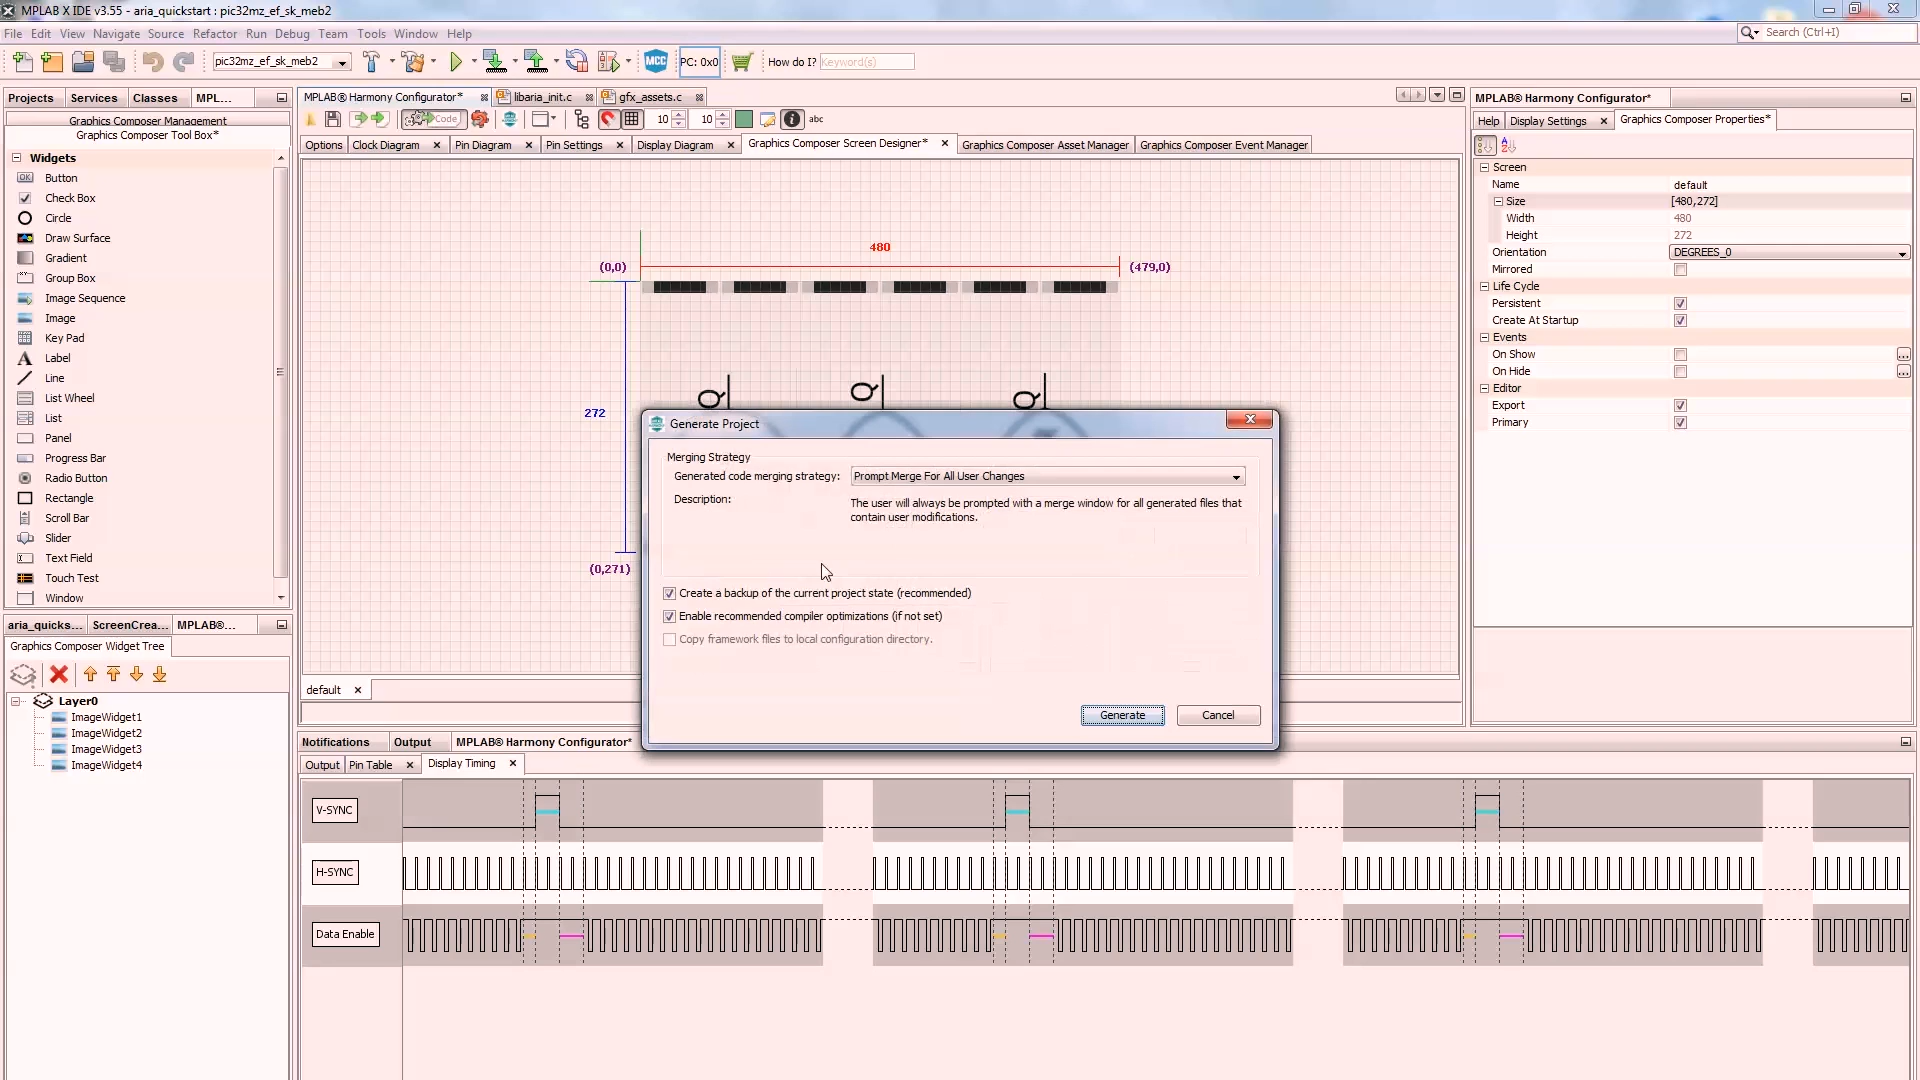 MPLAB X IDE v3.55 - aria_quickstart : pic32mz_ef_sk_meb2
File Edit View Navigate Source Refactor Run Debug Team Tools Window Help
Search (Ctrl+I)
pic32mz_ef_sk_meb2
MCC
PC: 0x0
How do I? Keyword(s)
Projects Services Classes MPL...
Graphics Composer Management
Graphics Composer Tool Box*
Widgets
Button
Check Box
Circle
Draw Surface
Gradient
Group Box
Image Sequence
Image
Key Pad
Label
Line
List Wheel
List
Panel
Progress Bar
Radio Button
Rectangle
Scroll Bar
Slider
Text Field
Touch Test
Window
aria_quicks... ScreenCrea... MPLAB®...
Graphics Composer Widget Tree
Layer0
ImageWidget1
ImageWidget2
ImageWidget3
ImageWidget4
MPLAB® Harmony Configurator* libaria_init.c gfx_assets.c
Code 10 10 abc
Options Clock Diagram Pin Diagram Pin Settings Display Diagram Graphics Composer Screen Designer* Graphics Composer Asset Manager Graphics Composer Event Manager
480
(0,0) (479,0)
272
(0,271)
default
Generate Project
Merging Strategy
Generated code merging strategy: Prompt Merge For All User Changes
Description: The user will always be prompted with a merge window for all generated files that
contain user modifications.
Create a backup of the current project state (recommended)
Enable recommended compiler optimizations (if not set)
Copy framework files to local configuration directory.
Generate Cancel
Notifications Output MPLAB® Harmony Configurator*
Output Pin Table Display Timing
V-SYNC
H-SYNC
Data Enable
MPLAB® Harmony Configurator*
Help Display Settings Graphics Composer Properties*
Screen
Name default
Size [480,272]
Width 480
Height 272
Orientation DEGREES_0
Mirrored
Life Cycle
Persistent
Create At Startup
Events
On Show ...
On Hide ...
Editor
Export
Primary